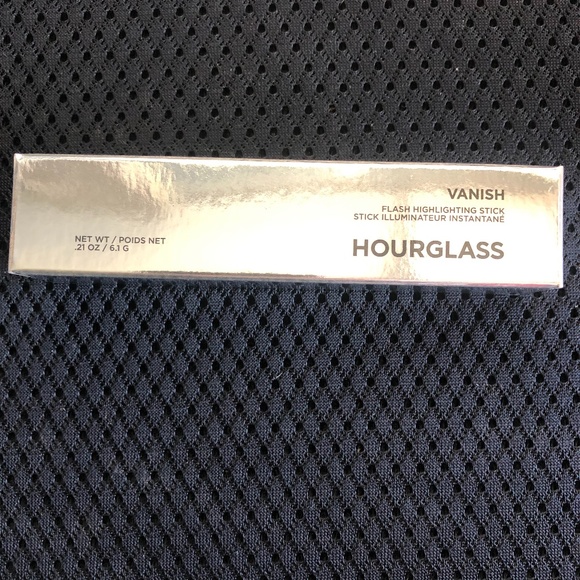 VANISH
FLASH HIGHLIGHTING STICK
STICK ILLUMINATEUR INSTANTANÉ
NET WT / POIDS NET
.21 OZ / 6.1 G
HOURGLASS